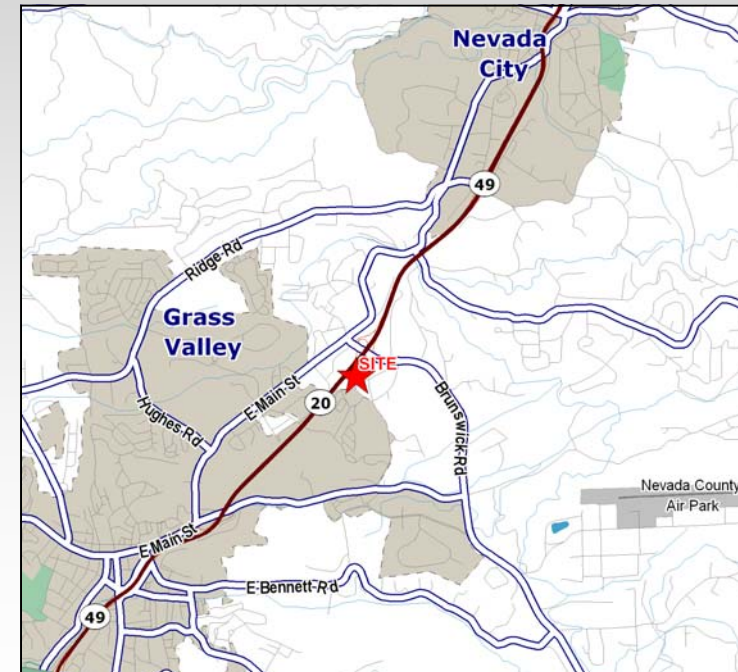 Nevada
City
49
Ridge Rd
Grass
Valley
SITE
E Main St
20
Hughes Rd
Brunswick Rd
Nevada County
Air Park
E Main St
E Bennett Rd
49